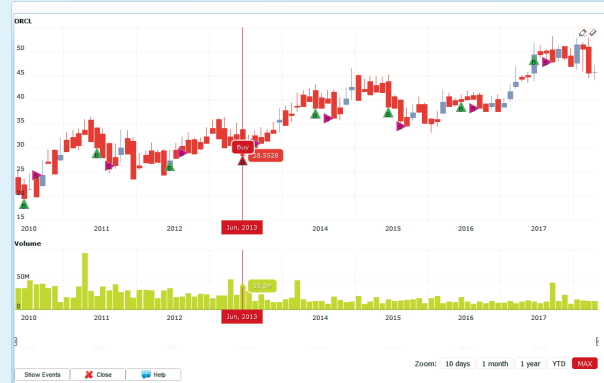 ORCL
50
45
40
35
30
25
20
15
Buy
28.5528
2010 2011 2012 Jun, 2013 2014 2015 2016 2017
Volume
50M
0
39.8M
2010 2011 2012 Jun, 2013 2014 2015 2016 2017
Zoom: 10 days 1 month 1 year YTD MAX
Show Events Close Help